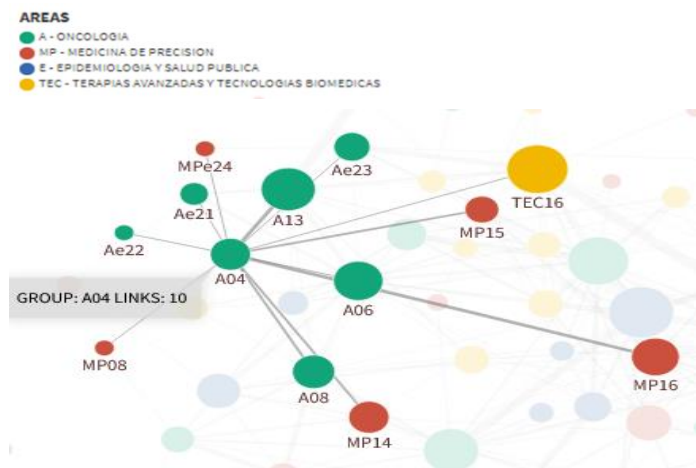 AREAS
A - ONCOLOGIA
MP - MEDICINA DE PRECISION
E - EPIDEMIOLOGIA Y SALUD PUBLICA
TEC - TERAPIAS AVANZADAS Y TECNOLOGIAS BIOMEDICAS
MPe24
Ae23
Ae21
A13
TEC16
MP15
Ae22
A04
GROUP: A04 LINKS: 10
A06
MP08
A08
MP16
MP14